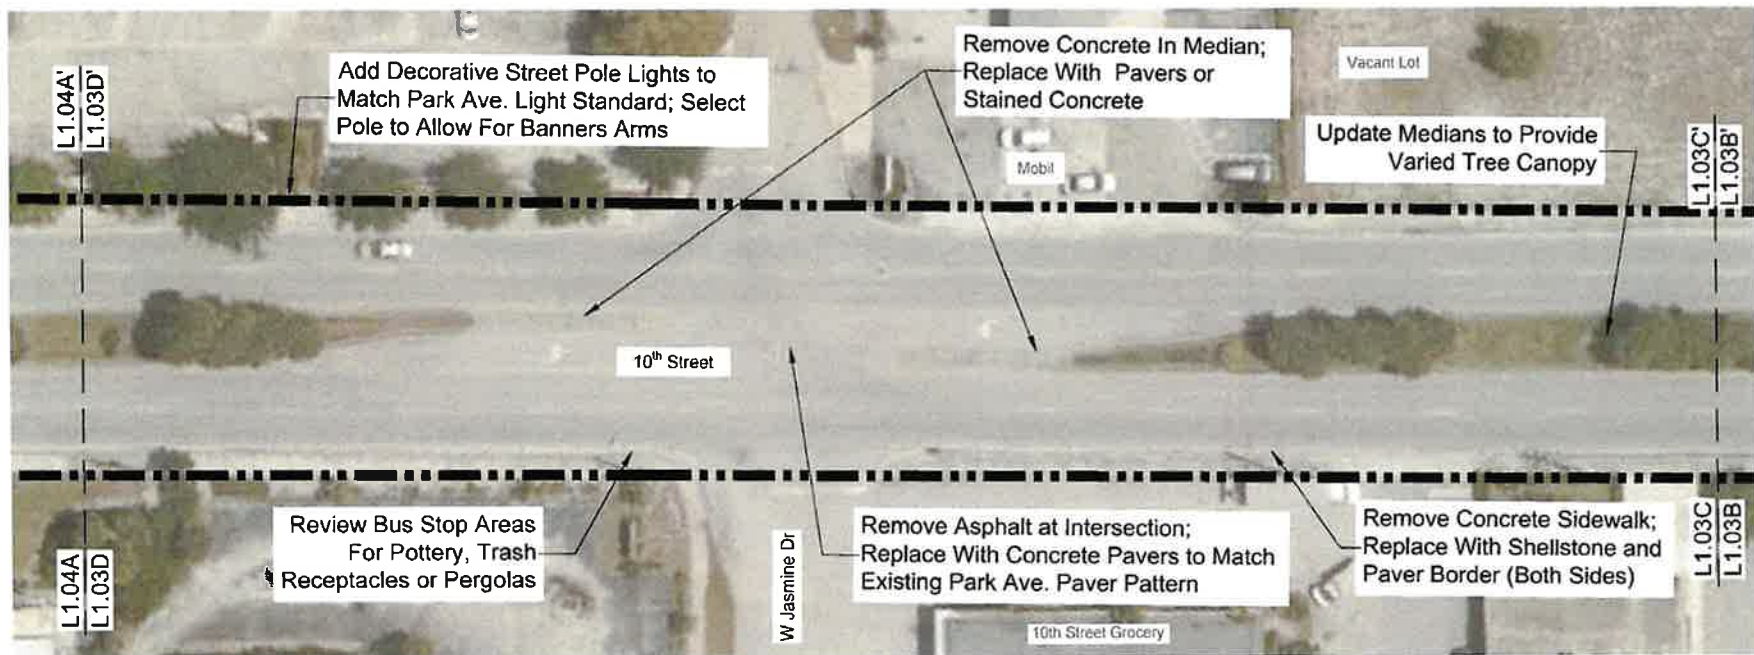 Add Decorative Street Pole Lights to
Match Park Ave. Light Standard; Select
Pole to Allow For Banners Arms
Remove Concrete In Median;
Replace With Pavers or
Stained Concrete
Vacant Lot
Update Medians to Provide
Varied Tree Canopy
Mobil
L1.04A'
L1.03D'
L1.03C'
L1.03B'
10th Street
Review Bus Stop Areas
For Pottery, Trash
Receptacles or Pergolas
W Jasmine Dr
Remove Asphalt at Intersection;
Replace With Concrete Pavers to Match
Existing Park Ave. Paver Pattern
Remove Concrete Sidewalk;
Replace With Shellstone and
Paver Border (Both Sides)
L1.04A
L1.03D
L1.03C
L1.03B
10th Street Grocery